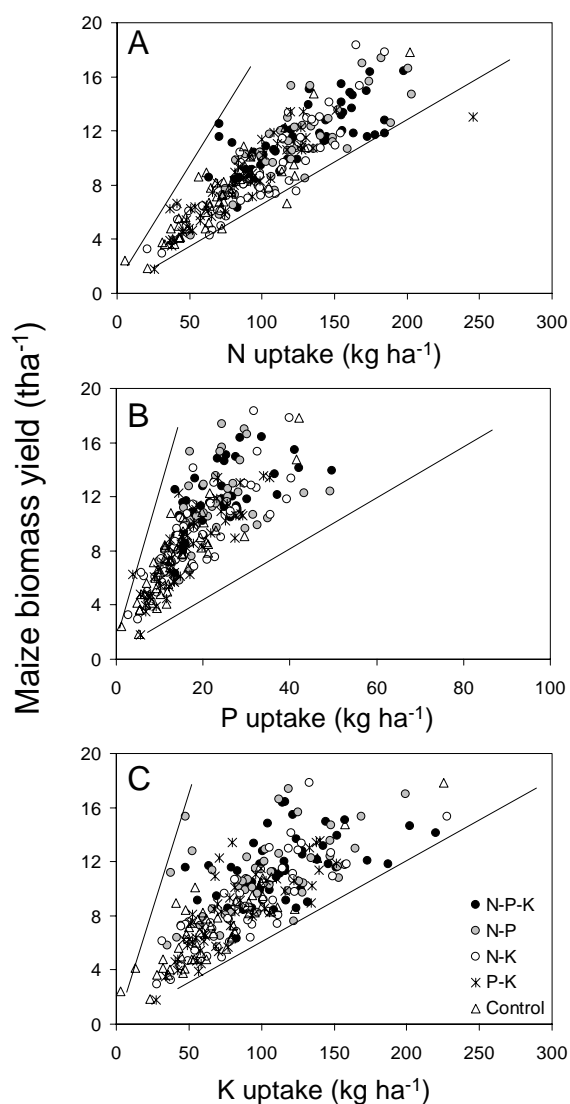 A
20
16
12
8
4
0
0 50 100 150 200 250 300
N uptake (kg ha⁻¹)
B
20
16
12
8
4
0
0 20 40 60 80 100
P uptake (kg ha⁻¹)
Maize biomass yield (tha⁻¹)
C
20
16
12
8
4
0
N-P-K
N-P
N-K
P-K
Control
0 50 100 150 200 250 300
K uptake (kg ha⁻¹)